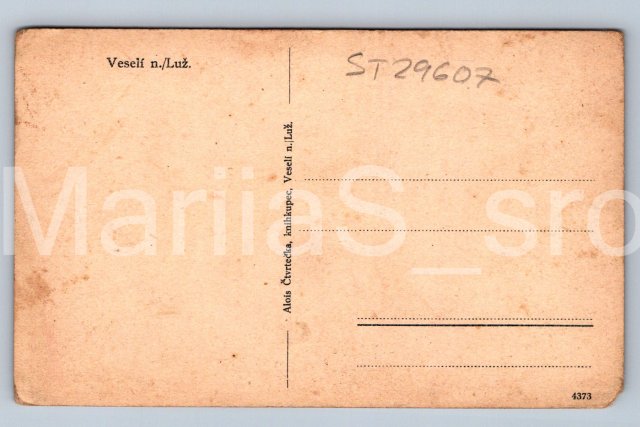 Veselí n./Luž.
ST29607
Alois Čtvrtečka, knihkupec, Veselí n./Luž.
MariiaS_sro
4373